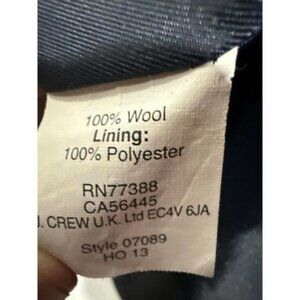 100% Wool
Lining:
100% Polyester
RN77388
CA56445
J. CREW U.K. Ltd EC4V 6JA
Style 07089
HO 13